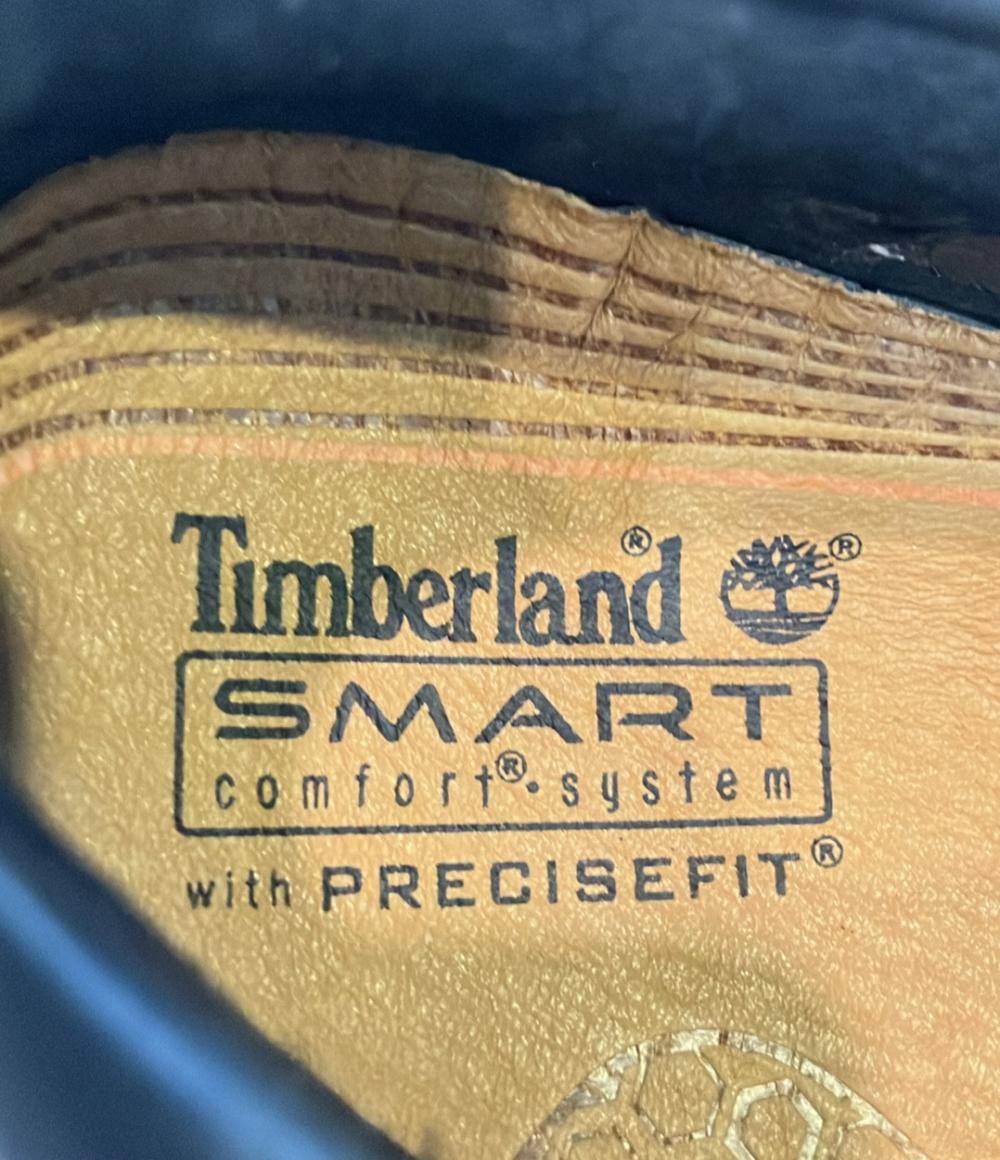 Timberland® ®
SMART
comfort®·system
with PRECISEFIT®